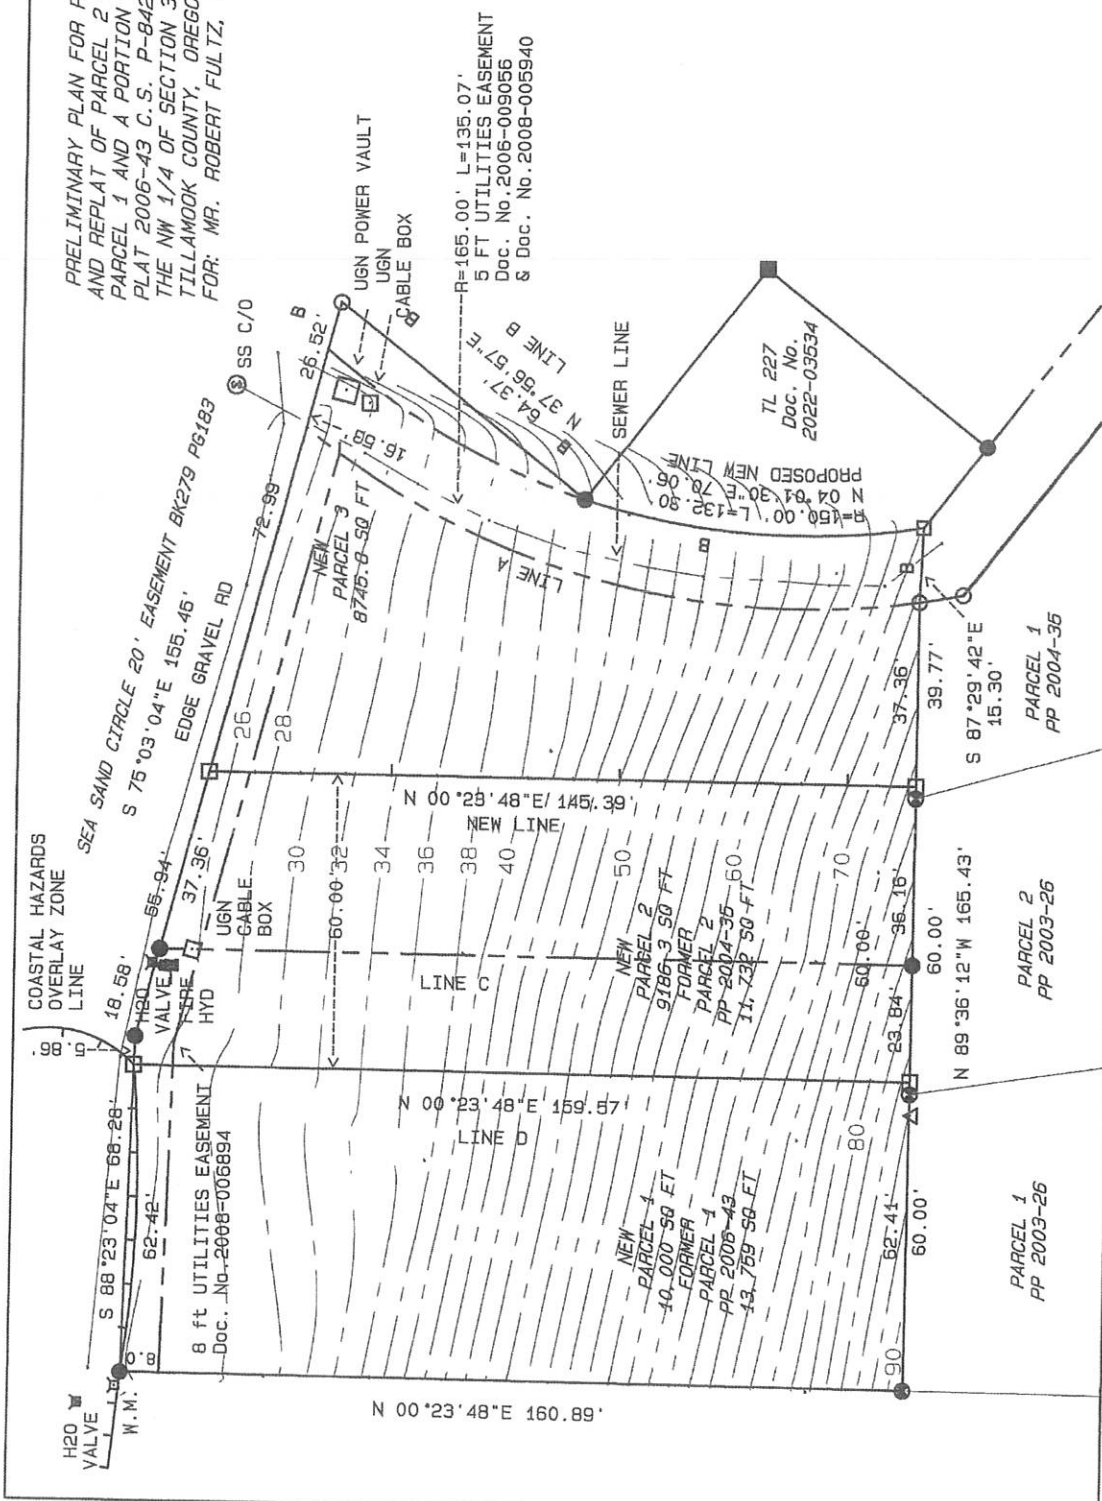 PRELIMINARY PLAN FOR
AND REPLAT OF PARCEL 2
PARCEL 1 AND A PORTION
PLAT 2006-43 C.S. P-842
THE NW 1/4 OF SECTION 3
TILLAMOOK COUNTY, OREGO
FOR: MR. ROBERT FULTZ,
COASTAL HAZARDS
OVERLAY ZONE
LINE
SEA SAND CIRCLE 20' EASEMENT BK279 PG183
S 75°03'04"E 155.46'
EDGE GRAVEL RD
SS C/O
B
26.52'
UGN POWER VAULT
UGN
CABLE BOX
B
R=165.00' L=135.07'
5 FT UTILITIES EASEMENT
Doc. No.2006-009056
& Doc. No.2008-005940
72.99
16.58'
H20
VALVE
W.M.
S 88°23'04"E 68.28'
5.86'
18.58'
55.94'
37.36'
H2O
VALVE
FIRE
HYD
UGN
CABLE
BOX
62.42'
8.0
8 ft UTILITIES EASEMENT
Doc. No.2008-006894
26
28
30
32
34
36
38
40
50
60
70
80
90
60.00'
NEW
PARCEL 3
8745.8 SQ FT
LINE A
64.37'
N 37°56'57"E
LINE B
B
SEWER LINE
TL 227
Doc. No.
2022-03534
R=150.00' L=132.90
N 04°01'30"E 70.06'
PROPOSED NEW LINE
B
B
N 00°23'48"E 145.39'
NEW LINE
LINE C
N 00°23'48"E 159.57'
LINE D
N 00°23'48"E 160.89'
NEW
PARCEL 1
10,000 SQ FT
FORMER
PARCEL 1
PP 2006-43
13,759 SQ FT
NEW
PARCEL 2
9186.3 SQ FT
FORMER
PARCEL 2
PP 2004-35
11,732 SQ FT
62.41'
60.00'
23.84'
60.00'
36.16'
60.00'
37.36'
39.77'
S 87°29'42"E
15.30'
N 89°36'12"W 165.43'
PARCEL 1
PP 2003-26
PARCEL 2
PP 2003-26
PARCEL 1
PP 2004-35